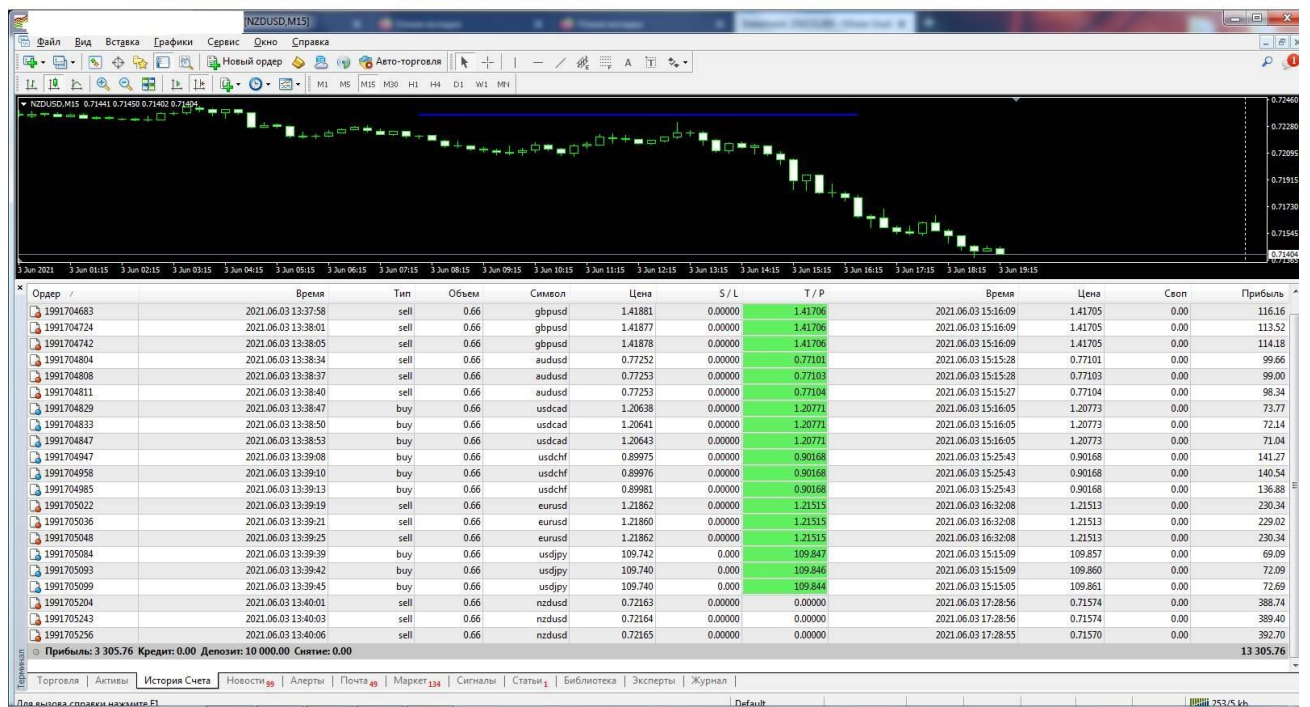 [NZDUSD,M15]
Файл Вид Вставка Графики Сервис Окно Справка
Новый ордер Авто-торговля A T
M1 M5 M15 M30 H1 H4 D1 W1 MN
NZDUSD,M15 0.71441 0.71450 0.71402 0.71404
0.72460
0.72280
0.72095
0.71915
0.71730
0.71545
0.71404
0.71365
3 Jun 2021 3 Jun 01:15 3 Jun 02:15 3 Jun 03:15 3 Jun 04:15 3 Jun 05:15 3 Jun 06:15 3 Jun 07:15 3 Jun 08:15 3 Jun 09:15 3 Jun 10:15 3 Jun 11:15 3 Jun 12:15 3 Jun 13:15 3 Jun 14:15 3 Jun 15:15 3 Jun 16:15 3 Jun 17:15 3 Jun 18:15 3 Jun 19:15
Ордер / Время Тип Объем Символ Цена S / L T / P Время Цена Своп Прибыль
1991704683 2021.06.03 13:37:58 sell 0.66 gbpusd 1.41881 0.00000 1.41706 2021.06.03 15:16:09 1.41705 0.00 116.16
1991704724 2021.06.03 13:38:01 sell 0.66 gbpusd 1.41877 0.00000 1.41706 2021.06.03 15:16:09 1.41705 0.00 113.52
1991704742 2021.06.03 13:38:05 sell 0.66 gbpusd 1.41878 0.00000 1.41706 2021.06.03 15:16:09 1.41705 0.00 114.18
1991704804 2021.06.03 13:38:34 sell 0.66 audusd 0.77252 0.00000 0.77101 2021.06.03 15:15:28 0.77101 0.00 99.66
1991704808 2021.06.03 13:38:37 sell 0.66 audusd 0.77253 0.00000 0.77103 2021.06.03 15:15:28 0.77103 0.00 99.00
1991704811 2021.06.03 13:38:40 sell 0.66 audusd 0.77253 0.00000 0.77104 2021.06.03 15:15:27 0.77104 0.00 98.34
1991704829 2021.06.03 13:38:47 buy 0.66 usdcad 1.20638 0.00000 1.20771 2021.06.03 15:16:05 1.20773 0.00 73.77
1991704833 2021.06.03 13:38:50 buy 0.66 usdcad 1.20641 0.00000 1.20771 2021.06.03 15:16:05 1.20773 0.00 72.14
1991704847 2021.06.03 13:38:53 buy 0.66 usdcad 1.20643 0.00000 1.20771 2021.06.03 15:16:05 1.20773 0.00 71.04
1991704947 2021.06.03 13:39:08 buy 0.66 usdchf 0.89975 0.00000 0.90168 2021.06.03 15:25:43 0.90168 0.00 141.27
1991704958 2021.06.03 13:39:10 buy 0.66 usdchf 0.89976 0.00000 0.90168 2021.06.03 15:25:43 0.90168 0.00 140.54
1991704985 2021.06.03 13:39:13 buy 0.66 usdchf 0.89981 0.00000 0.90168 2021.06.03 15:25:43 0.90168 0.00 136.88
1991705022 2021.06.03 13:39:19 sell 0.66 eurusd 1.21862 0.00000 1.21515 2021.06.03 16:32:08 1.21513 0.00 230.34
1991705036 2021.06.03 13:39:21 sell 0.66 eurusd 1.21860 0.00000 1.21515 2021.06.03 16:32:08 1.21513 0.00 229.02
1991705048 2021.06.03 13:39:25 sell 0.66 eurusd 1.21862 0.00000 1.21515 2021.06.03 16:32:08 1.21513 0.00 230.34
1991705084 2021.06.03 13:39:39 buy 0.66 usdjpy 109.742 0.000 109.847 2021.06.03 15:15:09 109.857 0.00 69.09
1991705093 2021.06.03 13:39:42 buy 0.66 usdjpy 109.740 0.000 109.846 2021.06.03 15:15:09 109.860 0.00 72.09
1991705099 2021.06.03 13:39:45 buy 0.66 usdjpy 109.740 0.000 109.844 2021.06.03 15:15:05 109.861 0.00 72.69
1991705204 2021.06.03 13:40:01 sell 0.66 nzdusd 0.72163 0.00000 0.00000 2021.06.03 17:28:56 0.71574 0.00 388.74
1991705243 2021.06.03 13:40:03 sell 0.66 nzdusd 0.72164 0.00000 0.00000 2021.06.03 17:28:56 0.71574 0.00 389.40
1991705256 2021.06.03 13:40:06 sell 0.66 nzdusd 0.72165 0.00000 0.00000 2021.06.03 17:28:55 0.71570 0.00 392.70
Прибыль: 3 305.76 Кредит: 0.00 Депозит: 10 000.00 Снятие: 0.00 13 305.76
Терминал
Торговля | Активы | История Счета | Новости 99 | Алерты | Почта 49 | Маркет 134 | Сигналы | Статьи 1 | Библиотека | Эксперты | Журнал
Для вызова справки нажмите F1 Default 253/5 kb